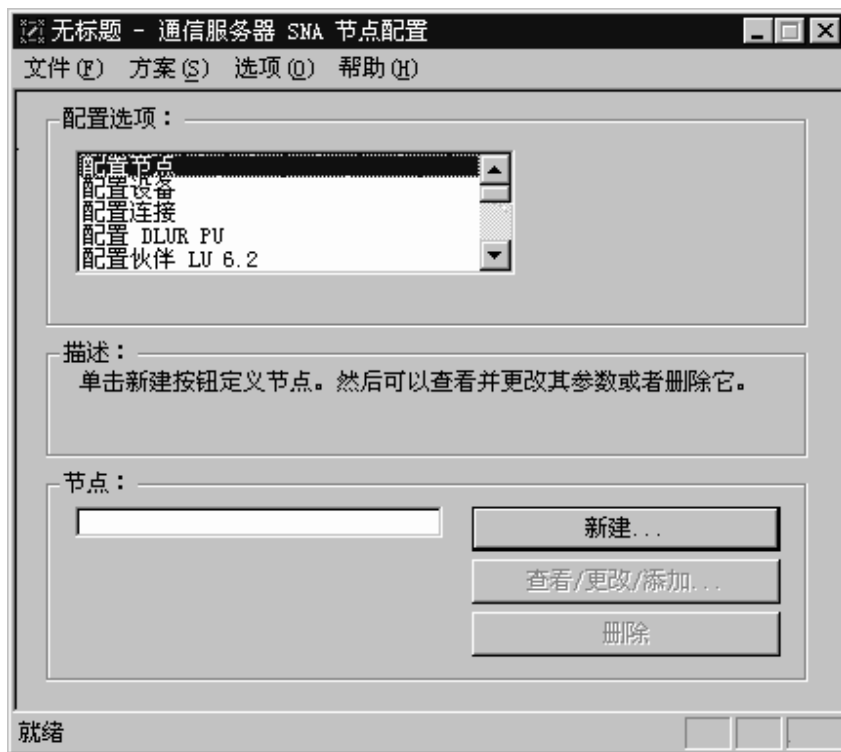 无标题 - 通信服务器 SNA 节点配置
文件(F) 方案(S) 选项(O) 帮助(H)
配置选项：
配置节点
配置设备
配置连接
配置 DLUR PU
配置伙伴 LU 6.2
描述：
单击新建按钮定义节点。然后可以查看并更改其参数或者删除它。
节点：
新建...
查看/更改/添加...
删除
就绪